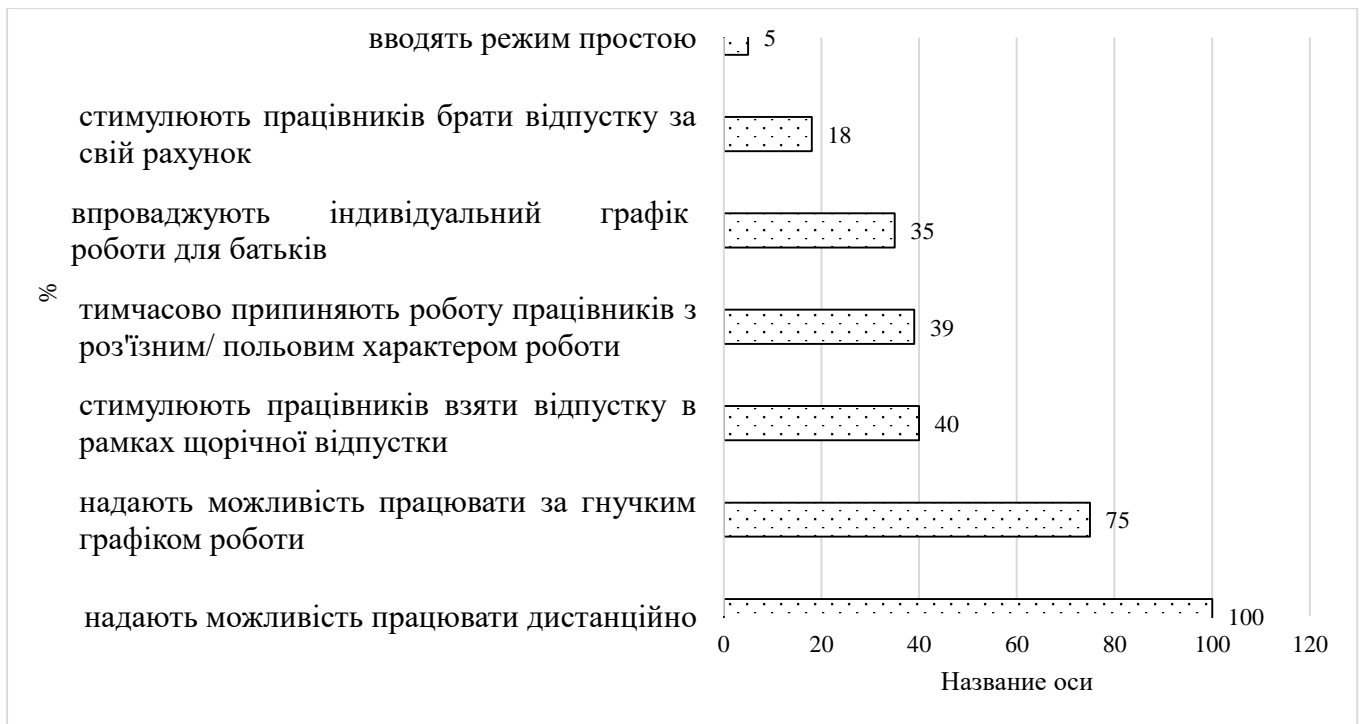 вводять режим простою
5
стимулюють працівників брати відпустку за
свій рахунок
18
впроваджують індивідуальний графік
роботи для батьків
35
%
тимчасово припиняють роботу працівників з
роз'їзним/ польовим характером роботи
39
стимулюють працівників взяти відпустку в
рамках щорічної відпустки
40
надають можливість працювати за гнучким
графіком роботи
75
надають можливість працювати дистанційно
100
0 20 40 60 80 100 120
Название оси